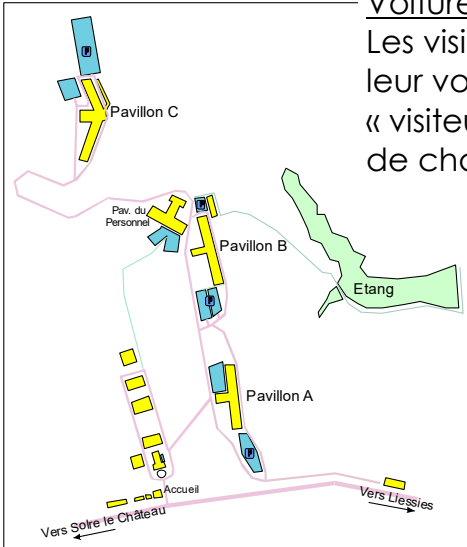 Voiture
Les visi
leur vo
« visiteu
de cha
P
Pavillon C
Pav. du
Personnel
P
Pavillon B
P
Etang
Pavillon A
P
Accueil
Vers Liessies
Vers Solre le Château